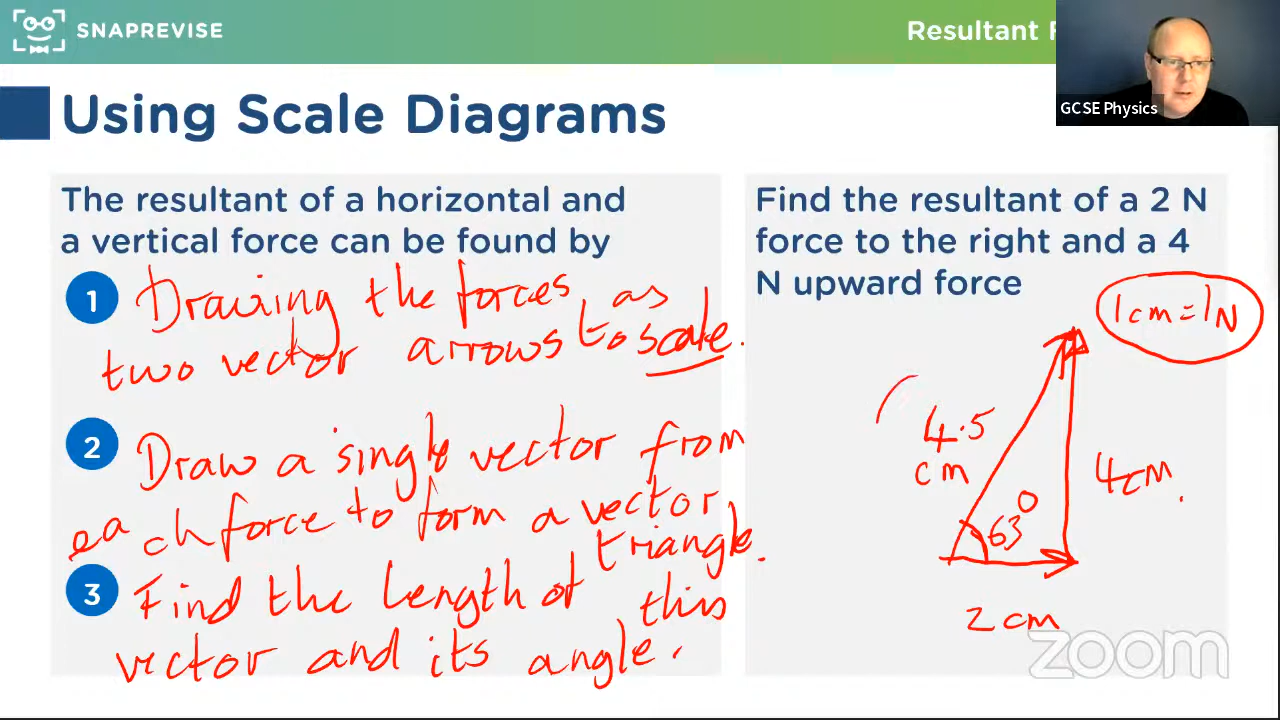 SNAPREVISE
Resultant F
GCSE Physics
Using Scale Diagrams
The resultant of a horizontal and
a vertical force can be found by
1 Drawing the forces as
two vector arrows to scale.
2 Draw a single vector from
each force to form a vector
triangle.
3 Find the length of this
vector and its angle.
Find the resultant of a 2 N
force to the right and a 4
N upward force
1cm=1N
4.5
cm
4cm.
63°
2 cm
zoom